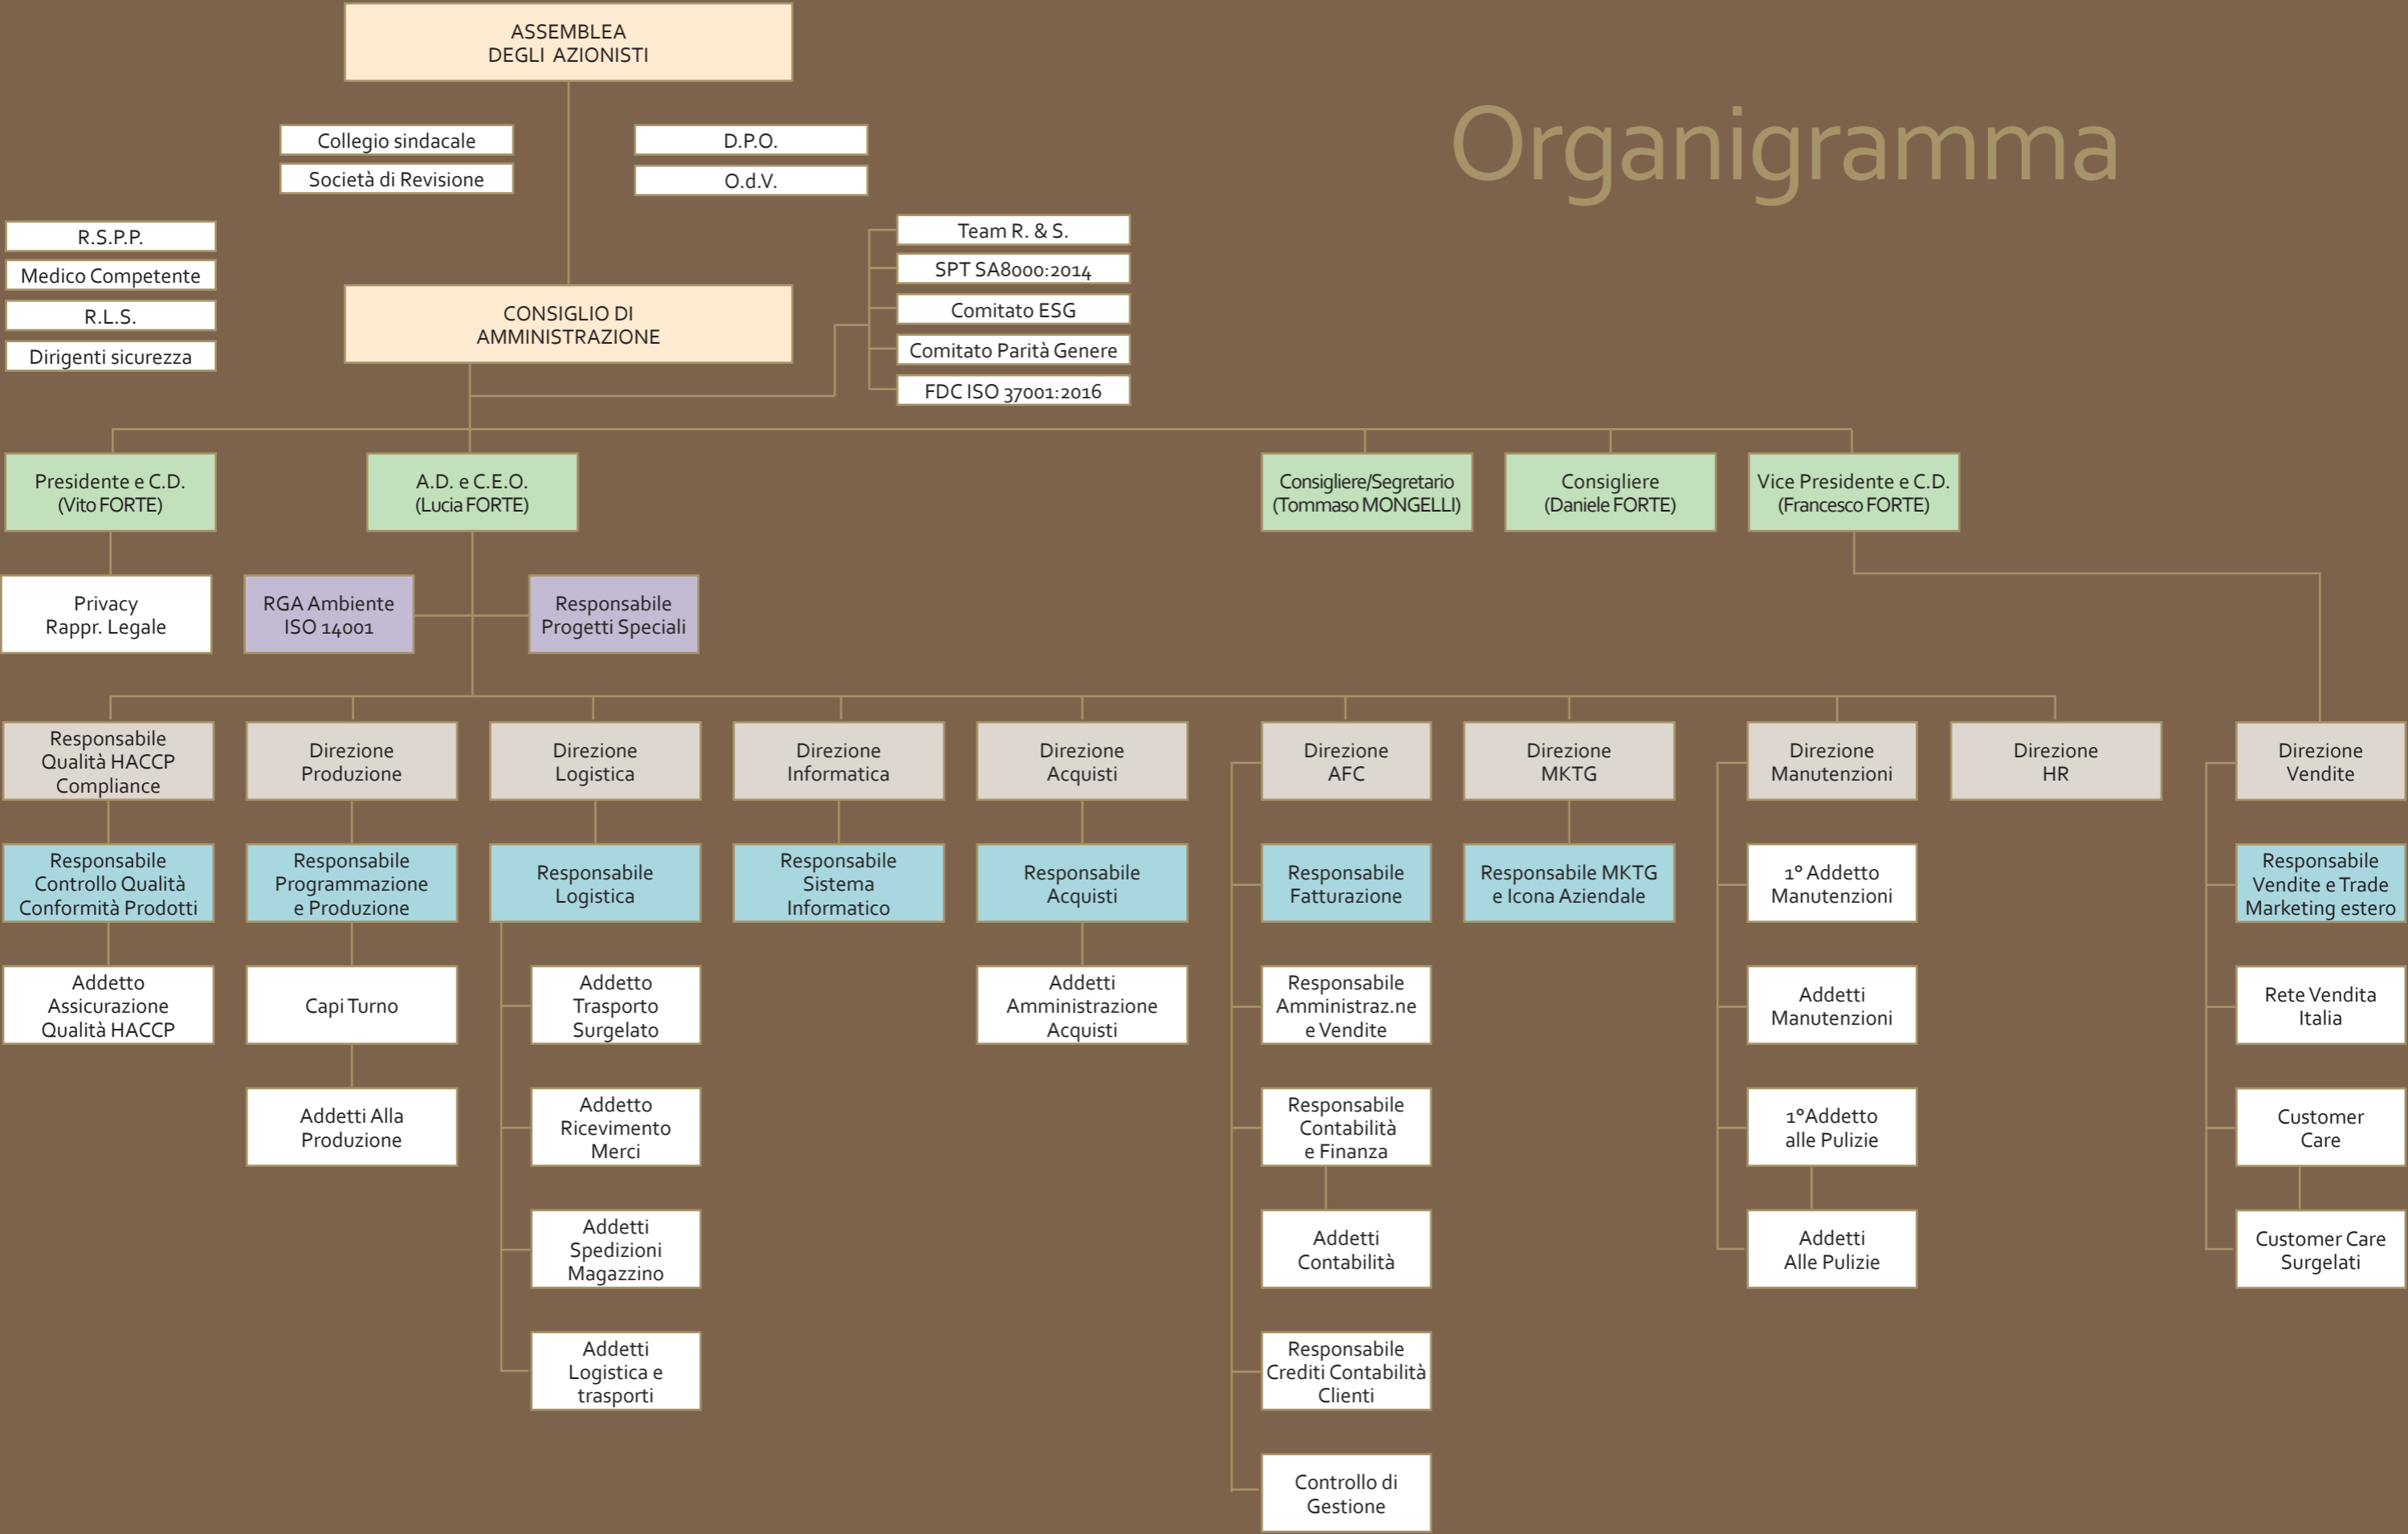 ASSEMBLEA
DEGLI AZIONISTI
Organigramma
Collegio sindacale
Società di Revisione
D.P.O.
O.d.V.
R.S.P.P.
Medico Competente
R.L.S.
Dirigenti sicurezza
CONSIGLIO DI
AMMINISTRAZIONE
Team R. & S.
SPT SA8000:2014
Comitato ESG
Comitato Parità Genere
FDC ISO 37001:2016
Presidente e C.D.
(Vito FORTE)
A.D. e C.E.O.
(Lucia FORTE)
Consigliere/Segretario
(Tommaso MONGELLI)
Consigliere
(Daniele FORTE)
Vice Presidente e C.D.
(Francesco FORTE)
Privacy
Rappr. Legale
RGA Ambiente
ISO 14001
Responsabile
Progetti Speciali
Responsabile
Qualità HACCP
Compliance
Direzione
Produzione
Direzione
Logistica
Direzione
Informatica
Direzione
Acquisti
Direzione
AFC
Direzione
MKTG
Direzione
Manutenzioni
Direzione
HR
Direzione
Vendite
Responsabile
Controllo Qualità
Conformità Prodotti
Responsabile
Programmazione
e Produzione
Responsabile
Logistica
Responsabile
Sistema
Informatico
Responsabile
Acquisti
Responsabile
Fatturazione
Responsabile MKTG
e Icona Aziendale
1° Addetto
Manutenzioni
Responsabile
Vendite e Trade
Marketing estero
Addetto
Assicurazione
Qualità HACCP
Capi Turno
Addetto
Trasporto
Surgelato
Addetti
Amministrazione
Acquisti
Responsabile
Amministraz.ne
e Vendite
Addetti
Manutenzioni
Rete Vendita
Italia
Addetti Alla
Produzione
Addetto
Ricevimento
Merci
Responsabile
Contabilità
e Finanza
1°Addetto
alle Pulizie
Customer
Care
Addetti
Spedizioni
Magazzino
Addetti
Contabilità
Addetti
Alle Pulizie
Customer Care
Surgelati
Addetti
Logistica e
trasporti
Responsabile
Crediti Contabilità
Clienti
Controllo di
Gestione